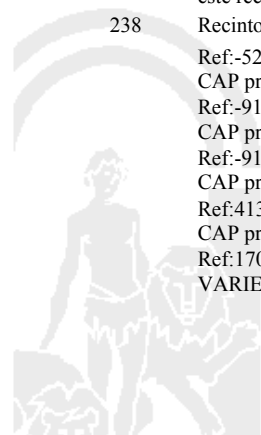 este rec
238 Recinto
Ref:-52
CAP pr
Ref:-91
CAP pr
Ref:-91
CAP pr
Ref:413
CAP pr
Ref:170
VARIE